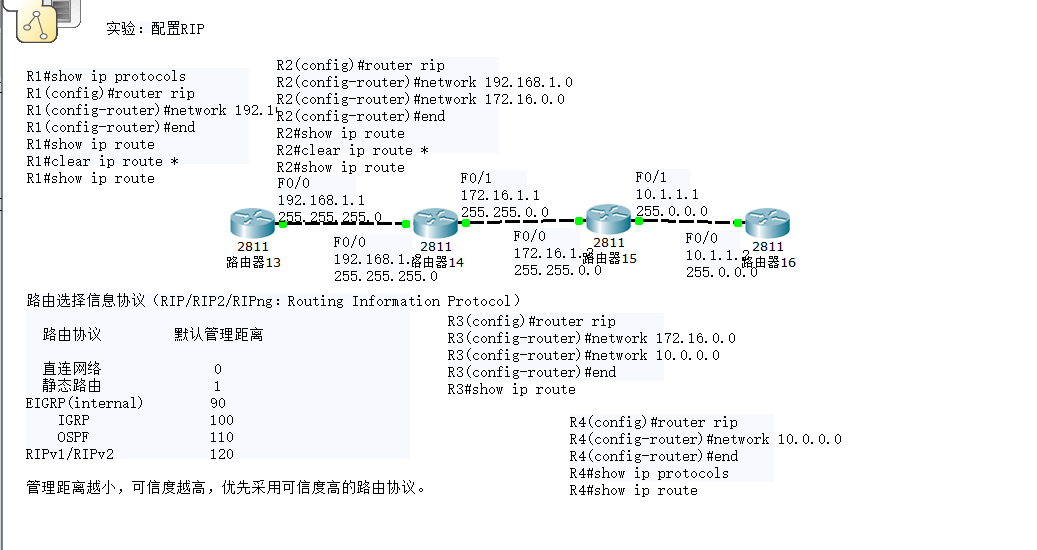 实验：配置RIP
R1#show ip protocols
R1(config)#router rip
R1(config-router)#network
R1(config-router)#end
R1#show ip route
R1#clear ip route *
R1#show ip route
R2(config)#router rip
R2(config-router)#network 192.168.1.0
R2(config-router)#network 172.16.0.0
R2(config-router)#end
R2#show ip route
R2#clear ip route *
R2#show ip route
F0/0
192.168.1.1
255.255.255.0
F0/0
255.255.255.0
F0/1
172.16.1.1
255.255.0.0
F0/0
255.255.0.0
F0/1
10.1.1.1
255.0.0.0
F0/0
255.0.0.0
2811
路由器13
2811
路由器14
2811
路由器15
2811
路由器16
路由选择信息协议（RIP/RIP2/RIPng：Routing Information Protocol）
路由协议 默认管理距离
直连网络 0
静态路由 1
EIGRP(internal) 90
IGRP 100
OSPF 110
RIPv1/RIPv2 120
管理距离越小，可信度越高，优先采用可信度高的路由协议。
R3(config)#router rip
R3(config-router)#network 172.16.0.0
R3(config-router)#network 10.0.0.0
R3(config-router)#end
R3#show ip route
R4(config)#router rip
R4(config-router)#network 10.0.0.0
R4(config-router)#end
R4#show ip protocols
R4#show ip route